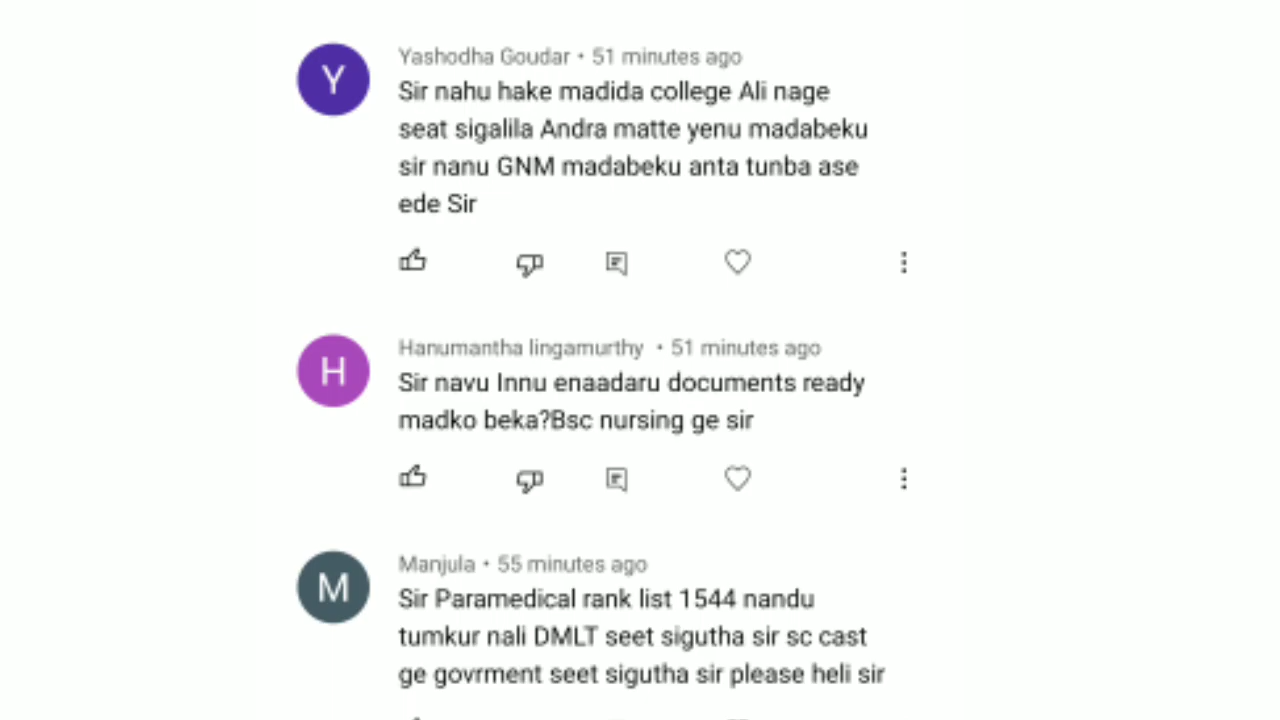 Y
Yashodha Goudar • 51 minutes ago
Sir nahu hake madida college Ali nage
seat sigalila Andra matte yenu madabeku
sir nanu GNM madabeku anta tunba ase
ede Sir
H
Hanumantha lingamurthy • 51 minutes ago
Sir navu Innu enaadaru documents ready
madko beka?Bsc nursing ge sir
M
Manjula • 55 minutes ago
Sir Paramedical rank list 1544 nandu
tumkur nali DMLT seet sigutha sir sc cast
ge govrment seet sigutha sir please heli sir